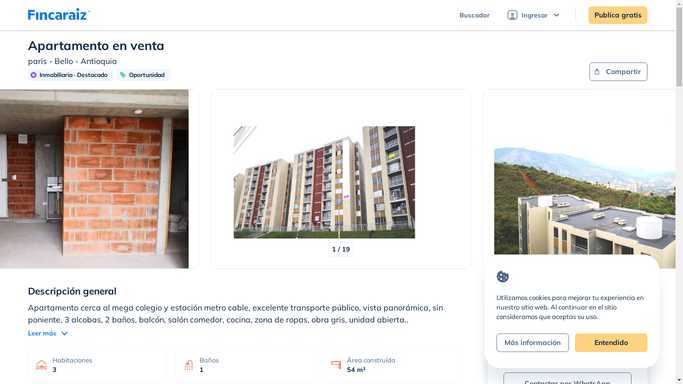 Fincaraiz
Buscador
Ingresar
Publica gratis
Apartamento en venta
paris - Bello - Antioquia
Inmobiliaria · Destacado
Oportunidad
Compartir
1 / 19
Descripción general
Apartamento cerca al mega colegio y estación metro cable, excelente transporte público, vista panorámica, sin
poniente, 3 alcobas, 2 baños, balcón, salón comedor, cocina, zona de ropas, obra gris, unidad abierta..
Leer más
Habitaciones
3
Baños
1
Área construida
54 m²
Utilizamos cookies para mejorar tu experiencia en
nuestro sitio web. Al continuar en el sitio
consideramos que aceptas su uso.
Más información
Entendido
Contactar por WhatsApp